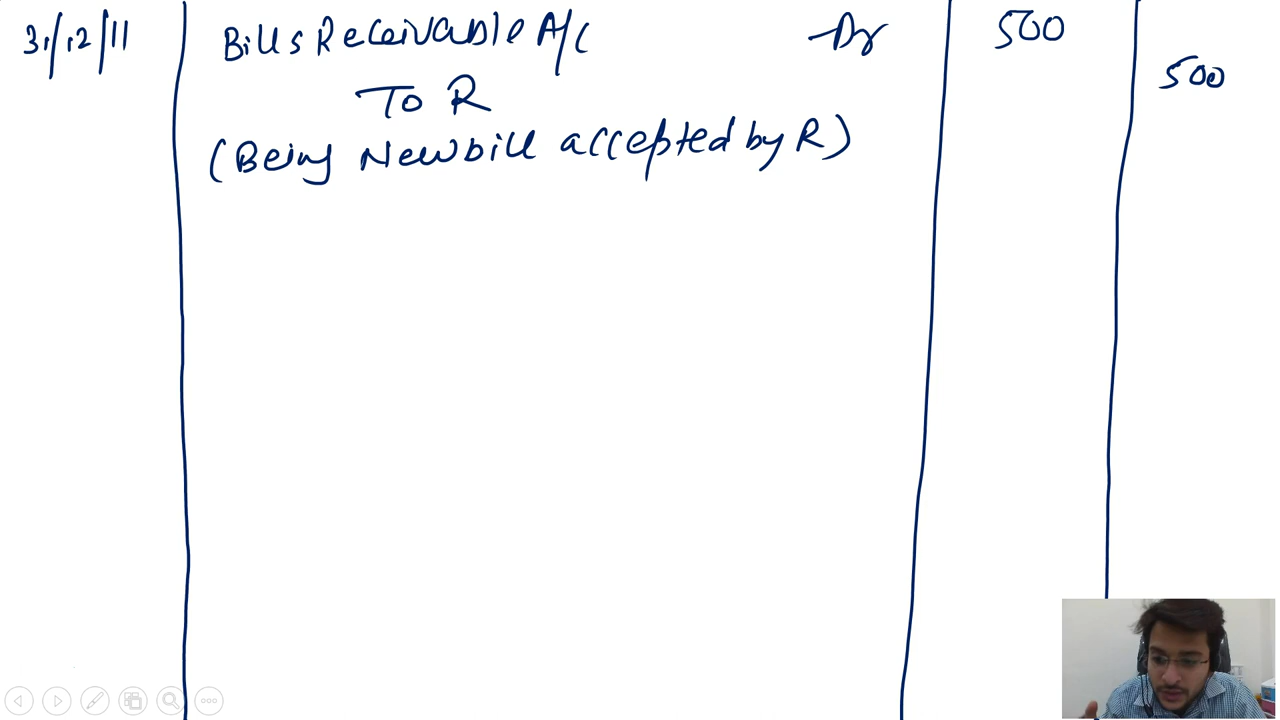 31/12/11 Bills Receivable A/C Dr 500
To R 500
(Being New bill accepted by R)